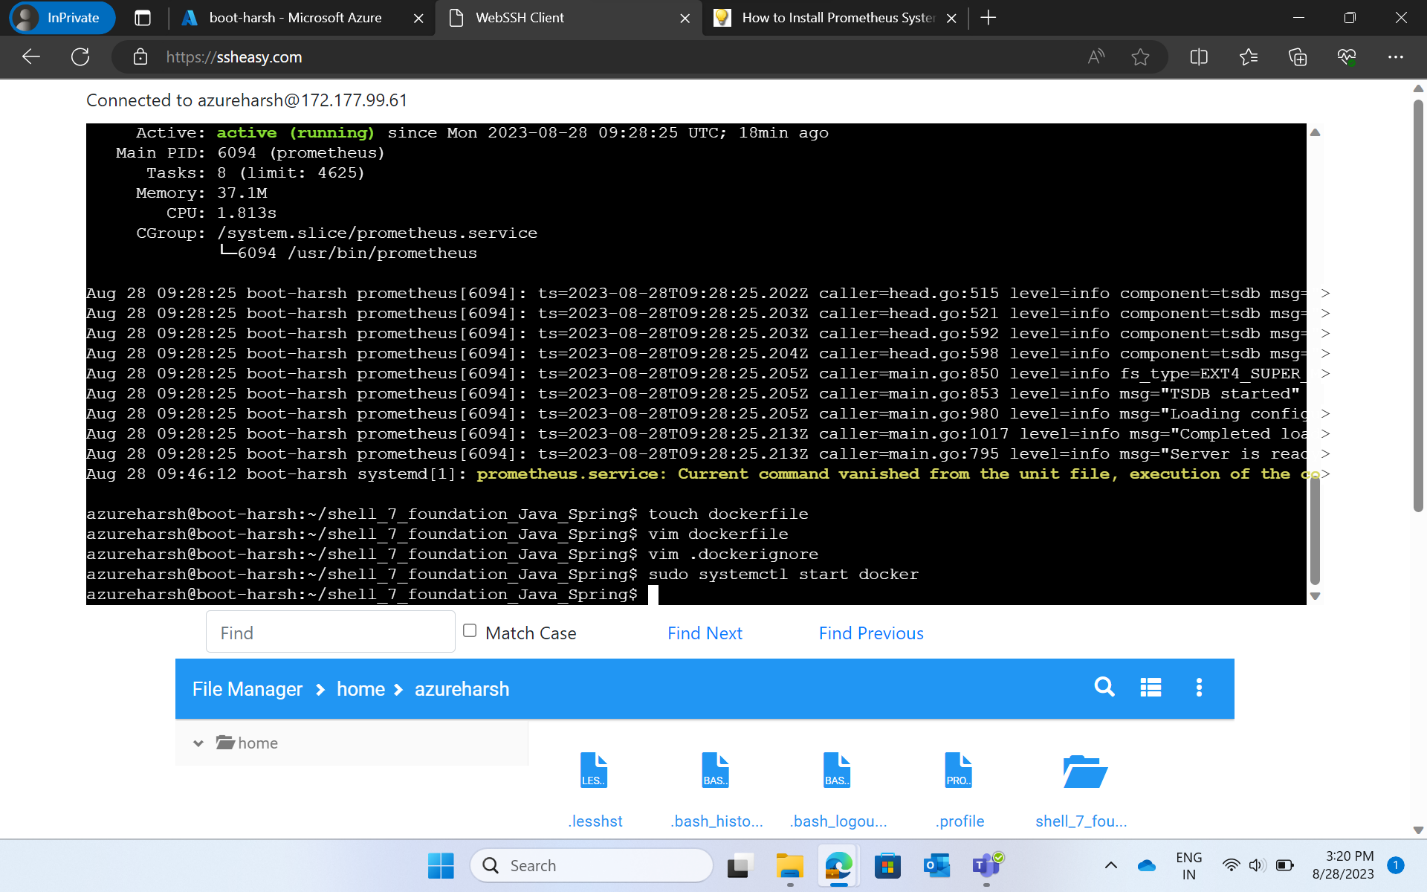 InPrivate
boot-harsh - Microsoft Azure
WebSSH Client
How to Install Prometheus Syste
https://ssheasy.com
Connected to azureharsh@172.177.99.61
Active: active (running) since Mon 2023-08-28 09:28:25 UTC; 18min ago
Main PID: 6094 (prometheus)
Tasks: 8 (limit: 4625)
Memory: 37.1M
CPU: 1.813s
CGroup: /system.slice/prometheus.service
└─6094 /usr/bin/prometheus
Aug 28 09:28:25 boot-harsh prometheus[6094]: ts=2023-08-28T09:28:25.202Z caller=head.go:515 level=info component=tsdb msg= >
Aug 28 09:28:25 boot-harsh prometheus[6094]: ts=2023-08-28T09:28:25.203Z caller=head.go:521 level=info component=tsdb msg= >
Aug 28 09:28:25 boot-harsh prometheus[6094]: ts=2023-08-28T09:28:25.203Z caller=head.go:592 level=info component=tsdb msg= >
Aug 28 09:28:25 boot-harsh prometheus[6094]: ts=2023-08-28T09:28:25.204Z caller=head.go:598 level=info component=tsdb msg= >
Aug 28 09:28:25 boot-harsh prometheus[6094]: ts=2023-08-28T09:28:25.205Z caller=main.go:850 level=info fs_type=EXT4_SUPER_ >
Aug 28 09:28:25 boot-harsh prometheus[6094]: ts=2023-08-28T09:28:25.205Z caller=main.go:853 level=info msg="TSDB started"
Aug 28 09:28:25 boot-harsh prometheus[6094]: ts=2023-08-28T09:28:25.205Z caller=main.go:980 level=info msg="Loading config >
Aug 28 09:28:25 boot-harsh prometheus[6094]: ts=2023-08-28T09:28:25.213Z caller=main.go:1017 level=info msg="Completed loa >
Aug 28 09:28:25 boot-harsh prometheus[6094]: ts=2023-08-28T09:28:25.213Z caller=main.go:795 level=info msg="Server is read >
Aug 28 09:46:12 boot-harsh systemd[1]: prometheus.service: Current command vanished from the unit file, execution of the co>
azureharsh@boot-harsh:~/shell_7_foundation_Java_Spring$ touch dockerfile
azureharsh@boot-harsh:~/shell_7_foundation_Java_Spring$ vim dockerfile
azureharsh@boot-harsh:~/shell_7_foundation_Java_Spring$ vim .dockerignore
azureharsh@boot-harsh:~/shell_7_foundation_Java_Spring$ sudo systemctl start docker
azureharsh@boot-harsh:~/shell_7_foundation_Java_Spring$
Find Match Case Find Next Find Previous
File Manager > home > azureharsh
home
LES.. BAS.. BAS.. PRO..
.lesshst .bash_histo... .bash_logou... .profile shell_7_fou...
Search
ENG
IN
3:20 PM
8/28/2023
1